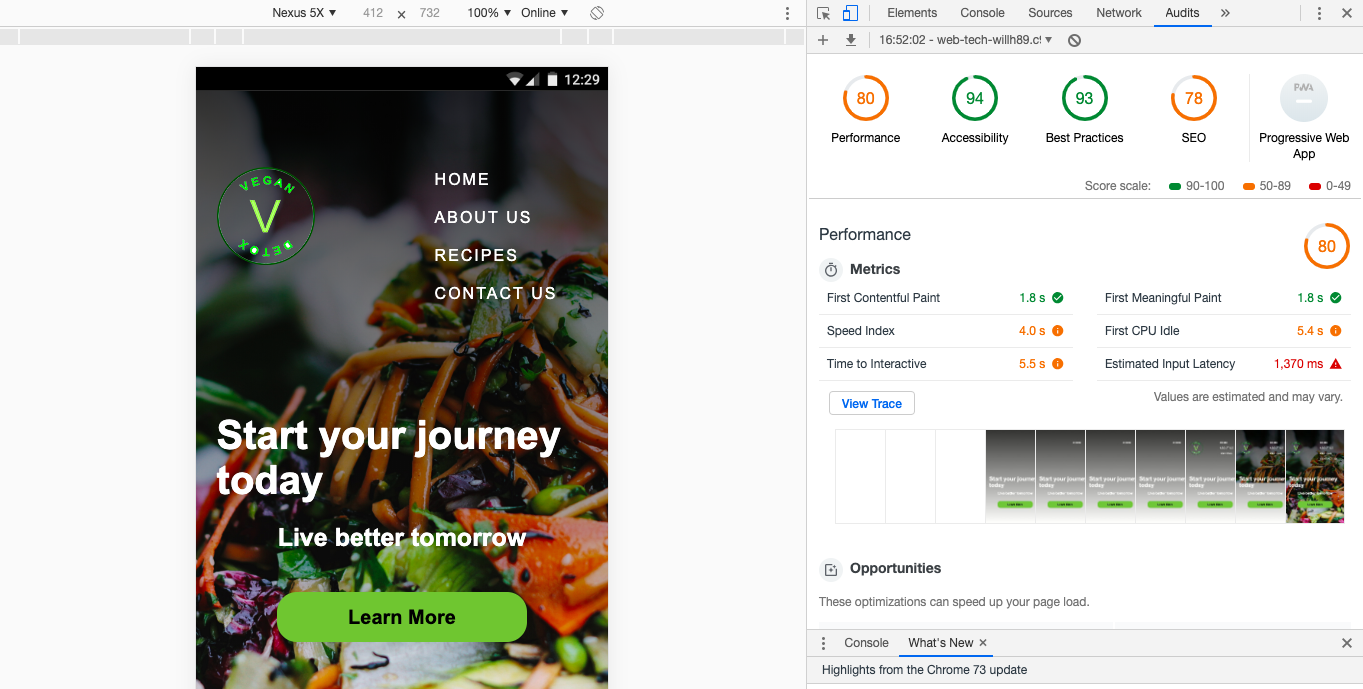 Nexus 5X ▼ 412 × 732 100% ▼ Online ▼
12:29
VEGAN
V
DETOX
HOME
ABOUT US
RECIPES
CONTACT US
Start your journey
today
Live better tomorrow
Learn More
Elements Console Sources Network Audits »
16:52:02 - web-tech-willh89.c ▼
80 94 93 78 PWA
Performance Accessibility Best Practices SEO Progressive Web
App
Score scale: 90-100 50-89 0-49
Performance 80
Metrics
First Contentful Paint 1.8 s First Meaningful Paint 1.8 s
Speed Index 4.0 s First CPU Idle 5.4 s
Time to Interactive 5.5 s Estimated Input Latency 1,370 ms
View Trace Values are estimated and may vary.
Opportunities
These optimizations can speed up your page load.
Console What's New ×
Highlights from the Chrome 73 update